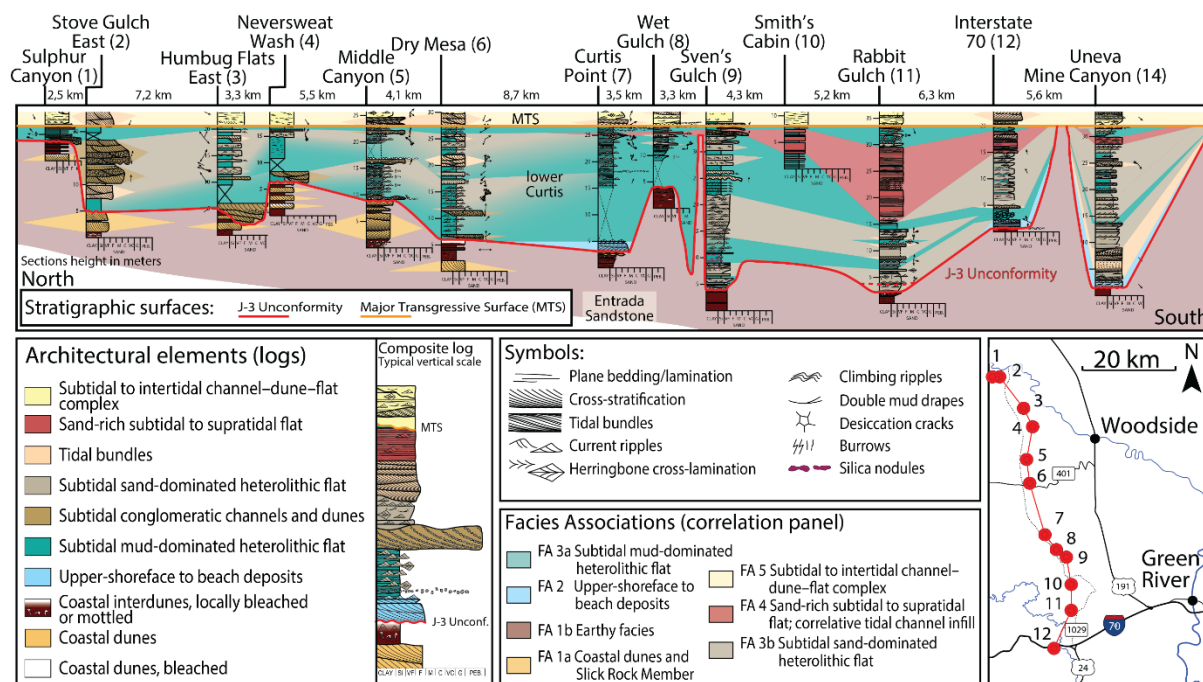 Stove Gulch
East (2)
Sulphur
Canyon (1)
Humbug Flats
East (3)
Neversweat
Wash (4)
Middle
Canyon (5)
Dry Mesa (6)
Curtis
Point (7)
Wet
Gulch (8)
Sven's
Gulch (9)
Smith's
Cabin (10)
Rabbit
Gulch (11)
Interstate
70 (12)
Uneva
Mine Canyon (14)
2,5 km
7,2 km
3,3 km
5,5 km
4,1 km
8,7 km
3,5 km
3,3 km
4,3 km
5,2 km
6,3 km
5,6 km
MTS
lower
Curtis
J-3 Unconformity
Entrada
Sandstone
Sections height in meters
North
South
Stratigraphic surfaces:
J-3 Unconformity
Major Transgressive Surface (MTS)
Architectural elements (logs)
Subtidal to intertidal channel–dune–flat
complex
Sand-rich subtidal to supratidal flat
Tidal bundles
Subtidal sand-dominated heterolithic flat
Subtidal conglomeratic channels and dunes
Subtidal mud-dominated heterolithic flat
Upper-shoreface to beach deposits
Coastal interdunes, locally bleached
or mottled
Coastal dunes
Coastal dunes, bleached
Composite log
Typical vertical scale
MTS
J-3 Unconf.
CLAY SI VF F M C VC G PEB.
Symbols:
Plane bedding/lamination
Cross-stratification
Tidal bundles
Current ripples
Herringbone cross-lamination
Climbing ripples
Double mud drapes
Desiccation cracks
Burrows
Silica nodules
Facies Associations (correlation panel)
FA 3a Subtidal mud-dominated
heterolithic flat
FA 2 Upper-shoreface to
beach deposits
FA 1b Earthy facies
FA 1a Coastal dunes and
Slick Rock Member
FA 5 Subtidal to intertidal channel–
dune–flat complex
FA 4 Sand-rich subtidal to supratidal
flat; correlative tidal channel infill
FA 3b Subtidal sand-dominated
heterolithic flat
20 km
N
1
2
3
4
5
6
7
8
9
10
11
12
Woodside
401
191
Green
River
70
1029
24